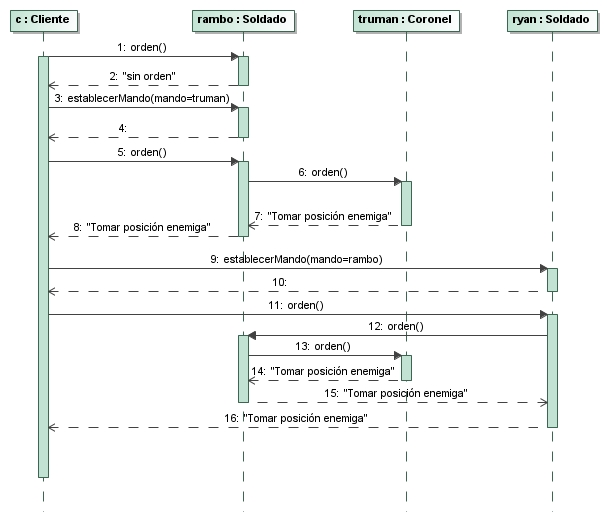 c : Cliente
rambo : Soldado
truman : Coronel
ryan : Soldado
1: orden()
2: "sin orden"
3: establecerMando(mando=truman)
4:
5: orden()
6: orden()
7: "Tomar posición enemiga"
8: "Tomar posición enemiga"
9: establecerMando(mando=rambo)
10:
11: orden()
12: orden()
13: orden()
14: "Tomar posición enemiga"
15: "Tomar posición enemiga"
16: "Tomar posición enemiga"